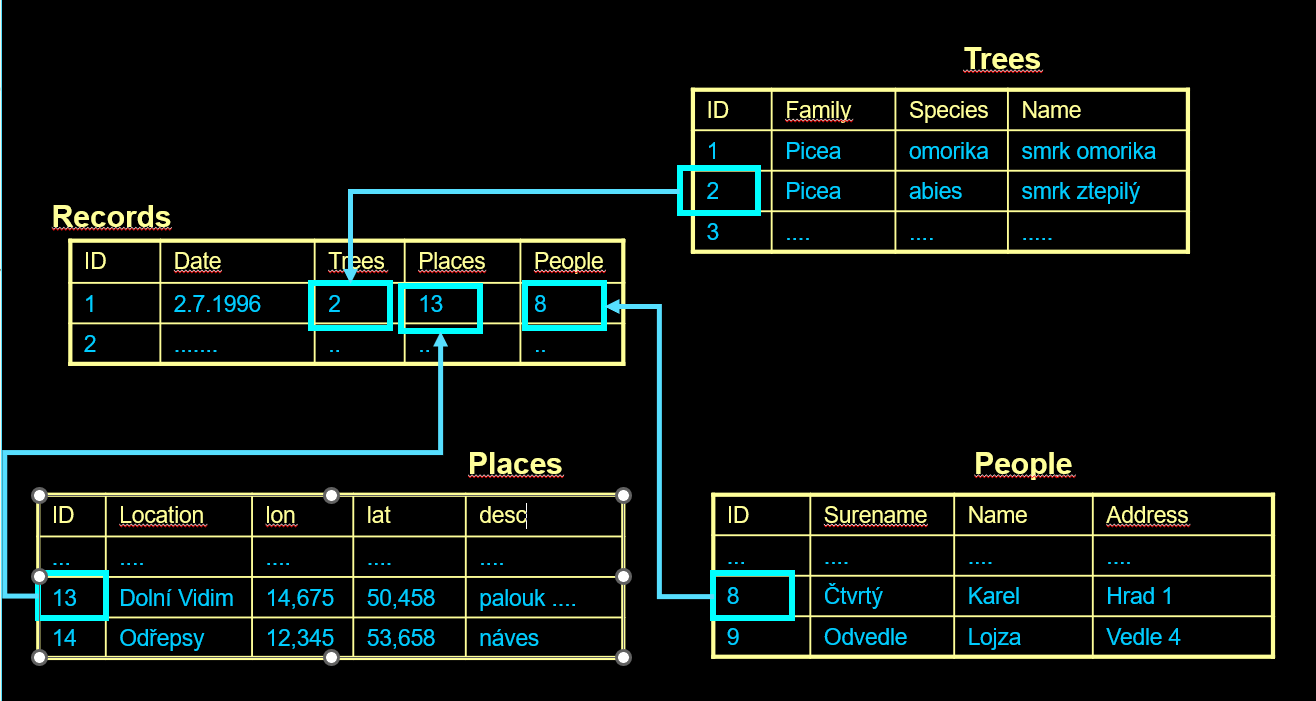 Trees
ID Family Species Name
1 Picea omorika smrk omorika
2 Picea abies smrk ztepilý
3 .... .... .....
Records
ID Date Trees Places People
1 2.7.1996 2 13 8
2 ....... .. .. ..
Places
ID Location lon lat desc
... .... .... .... ....
13 Dolní Vidim 14,675 50,458 palouk ....
14 Odřepsy 12,345 53,658 náves
People
ID Surename Name Address
... .... .... ....
8 Čtvrtý Karel Hrad 1
9 Odvedle Lojza Vedle 4